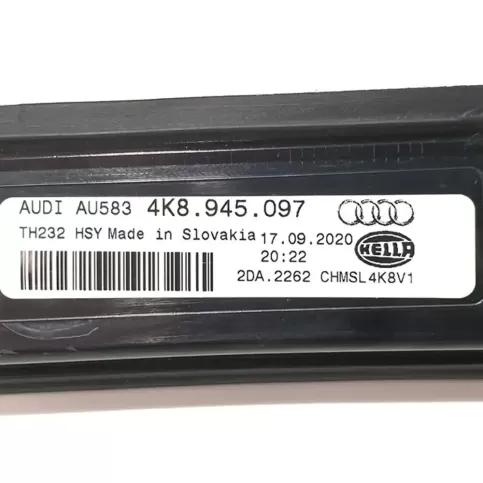 AUDI AU583 4K8.945.097
TH232 HSY Made in Slovakia 17.09.2020
HELLA
20:22
2DA.2262 CHMSL4K8V1